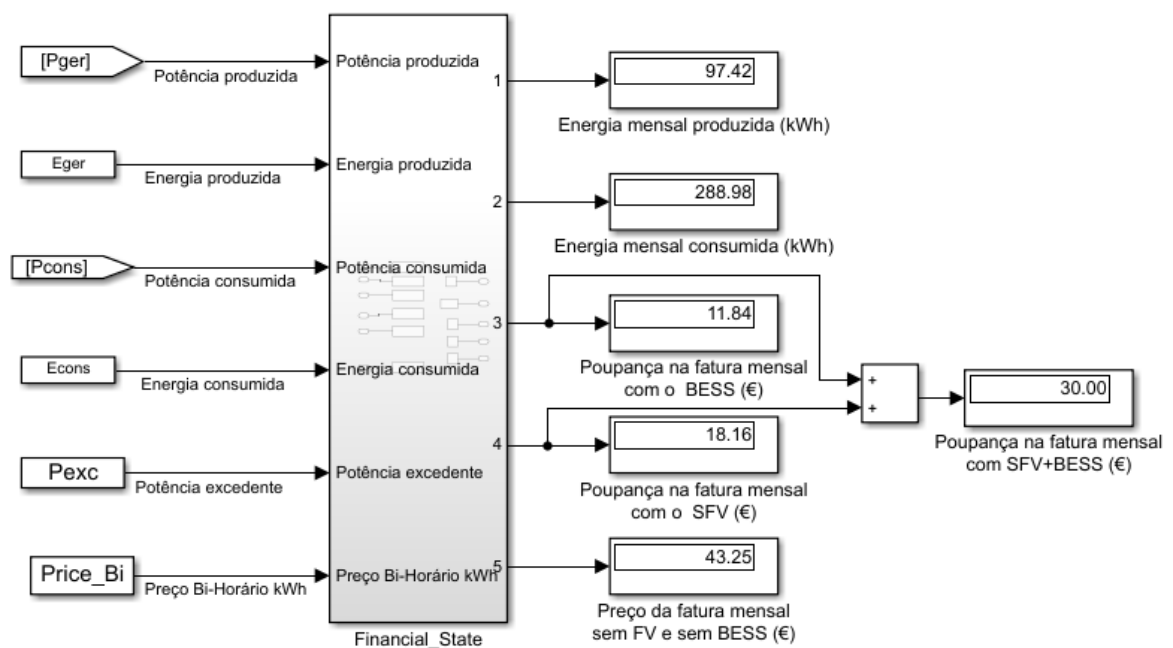 [Pger]
Potência produzida
Eger
Energia produzida
[Pcons]
Potência consumida
Econs
Energia consumida
Pexc
Potência excedente
Price_Bi
Preço Bi-Horário kWh
Potência produzida
Energia produzida
Potência consumida
Energia consumida
Potência excedente
Preço Bi-Horário kWh
1
2
3
4
5
Financial_State
97.42
Energia mensal produzida (kWh)
288.98
Energia mensal consumida (kWh)
11.84
Poupança na fatura mensal
com o BESS (€)
18.16
Poupança na fatura mensal
com o SFV (€)
43.25
Preço da fatura mensal
sem FV e sem BESS (€)
+
+
30.00
Poupança na fatura mensal
com SFV+BESS (€)